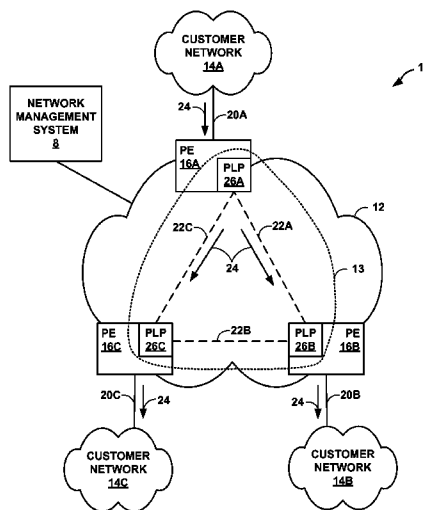 CUSTOMER
NETWORK
14A
1
24
20A
NETWORK
MANAGEMENT
SYSTEM
8
PE
16A
PLP
26A
12
22C
22A
24
13
PE
16C
PLP
26C
22B
PLP
26B
PE
16B
20C
24
24
20B
CUSTOMER
NETWORK
14C
CUSTOMER
NETWORK
14B